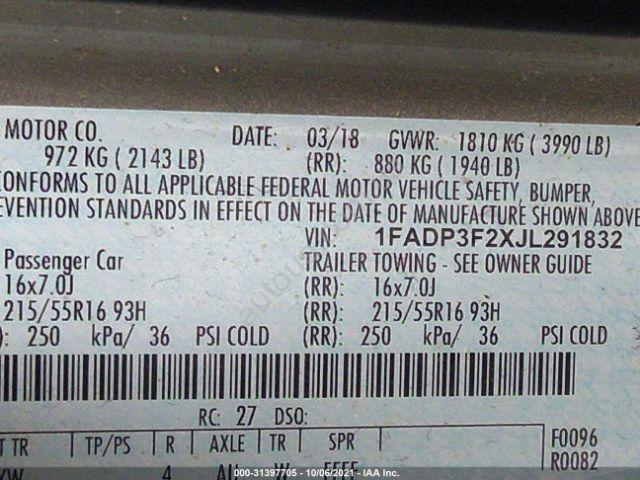 MOTOR CO. DATE: 03/18 GVWR: 1810 KG ( 3990 LB)
972 KG ( 2143 LB) (RR): 880 KG ( 1940 LB)
CONFORMS TO ALL APPLICABLE FEDERAL MOTOR VEHICLE SAFETY, BUMPER,
EVENTION STANDARDS IN EFFECT ON THE DATE OF MANUFACTURE SHOWN ABOVE
VIN: 1FADP3F2XJL291832
Passenger Car TRAILER TOWING - SEE OWNER GUIDE
16x7.0J (RR): 16x7.0J
215/55R16 93H (RR): 215/55R16 93H
: 250 kPa/ 36 PSI COLD (RR): 250 kPa/ 36 PSI COLD
RC: 27 DSO:
T TR TP/PS R AXLE TR SPR F0096
R0082
4 W
000-31397705 - 10/06/2021 - IAA Inc.